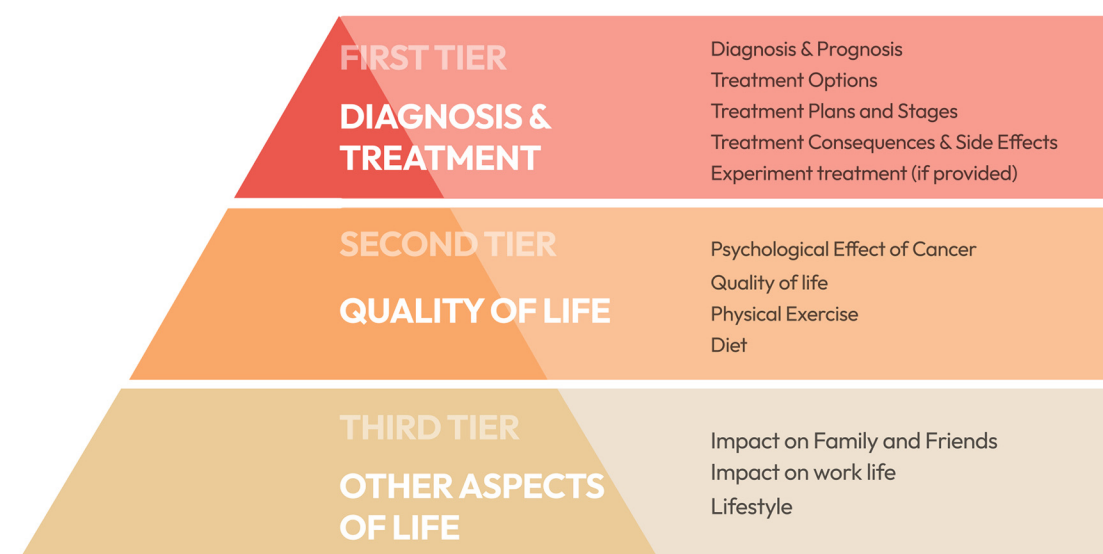 FIRST TIER
DIAGNOSIS &
TREATMENT
Diagnosis & Prognosis
Treatment Options
Treatment Plans and Stages
Treatment Consequences & Side Effects
Experiment treatment (if provided)
SECOND TIER
QUALITY OF LIFE
Psychological Effect of Cancer
Quality of life
Physical Exercise
Diet
THIRD TIER
OTHER ASPECTS
OF LIFE
Impact on Family and Friends
Impact on work life
Lifestyle